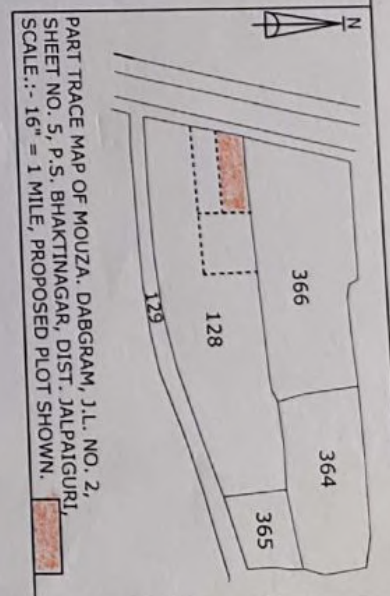 N
366
364
365
128
129
PART TRACE MAP OF MOUZA. DABGRAM, J.L. NO. 2,
SHEET NO. 5, P.S. BHAKTINAGAR, DIST. JALPAIGURI,
SCALE.:- 16" = 1 MILE, PROPOSED PLOT SHOWN.